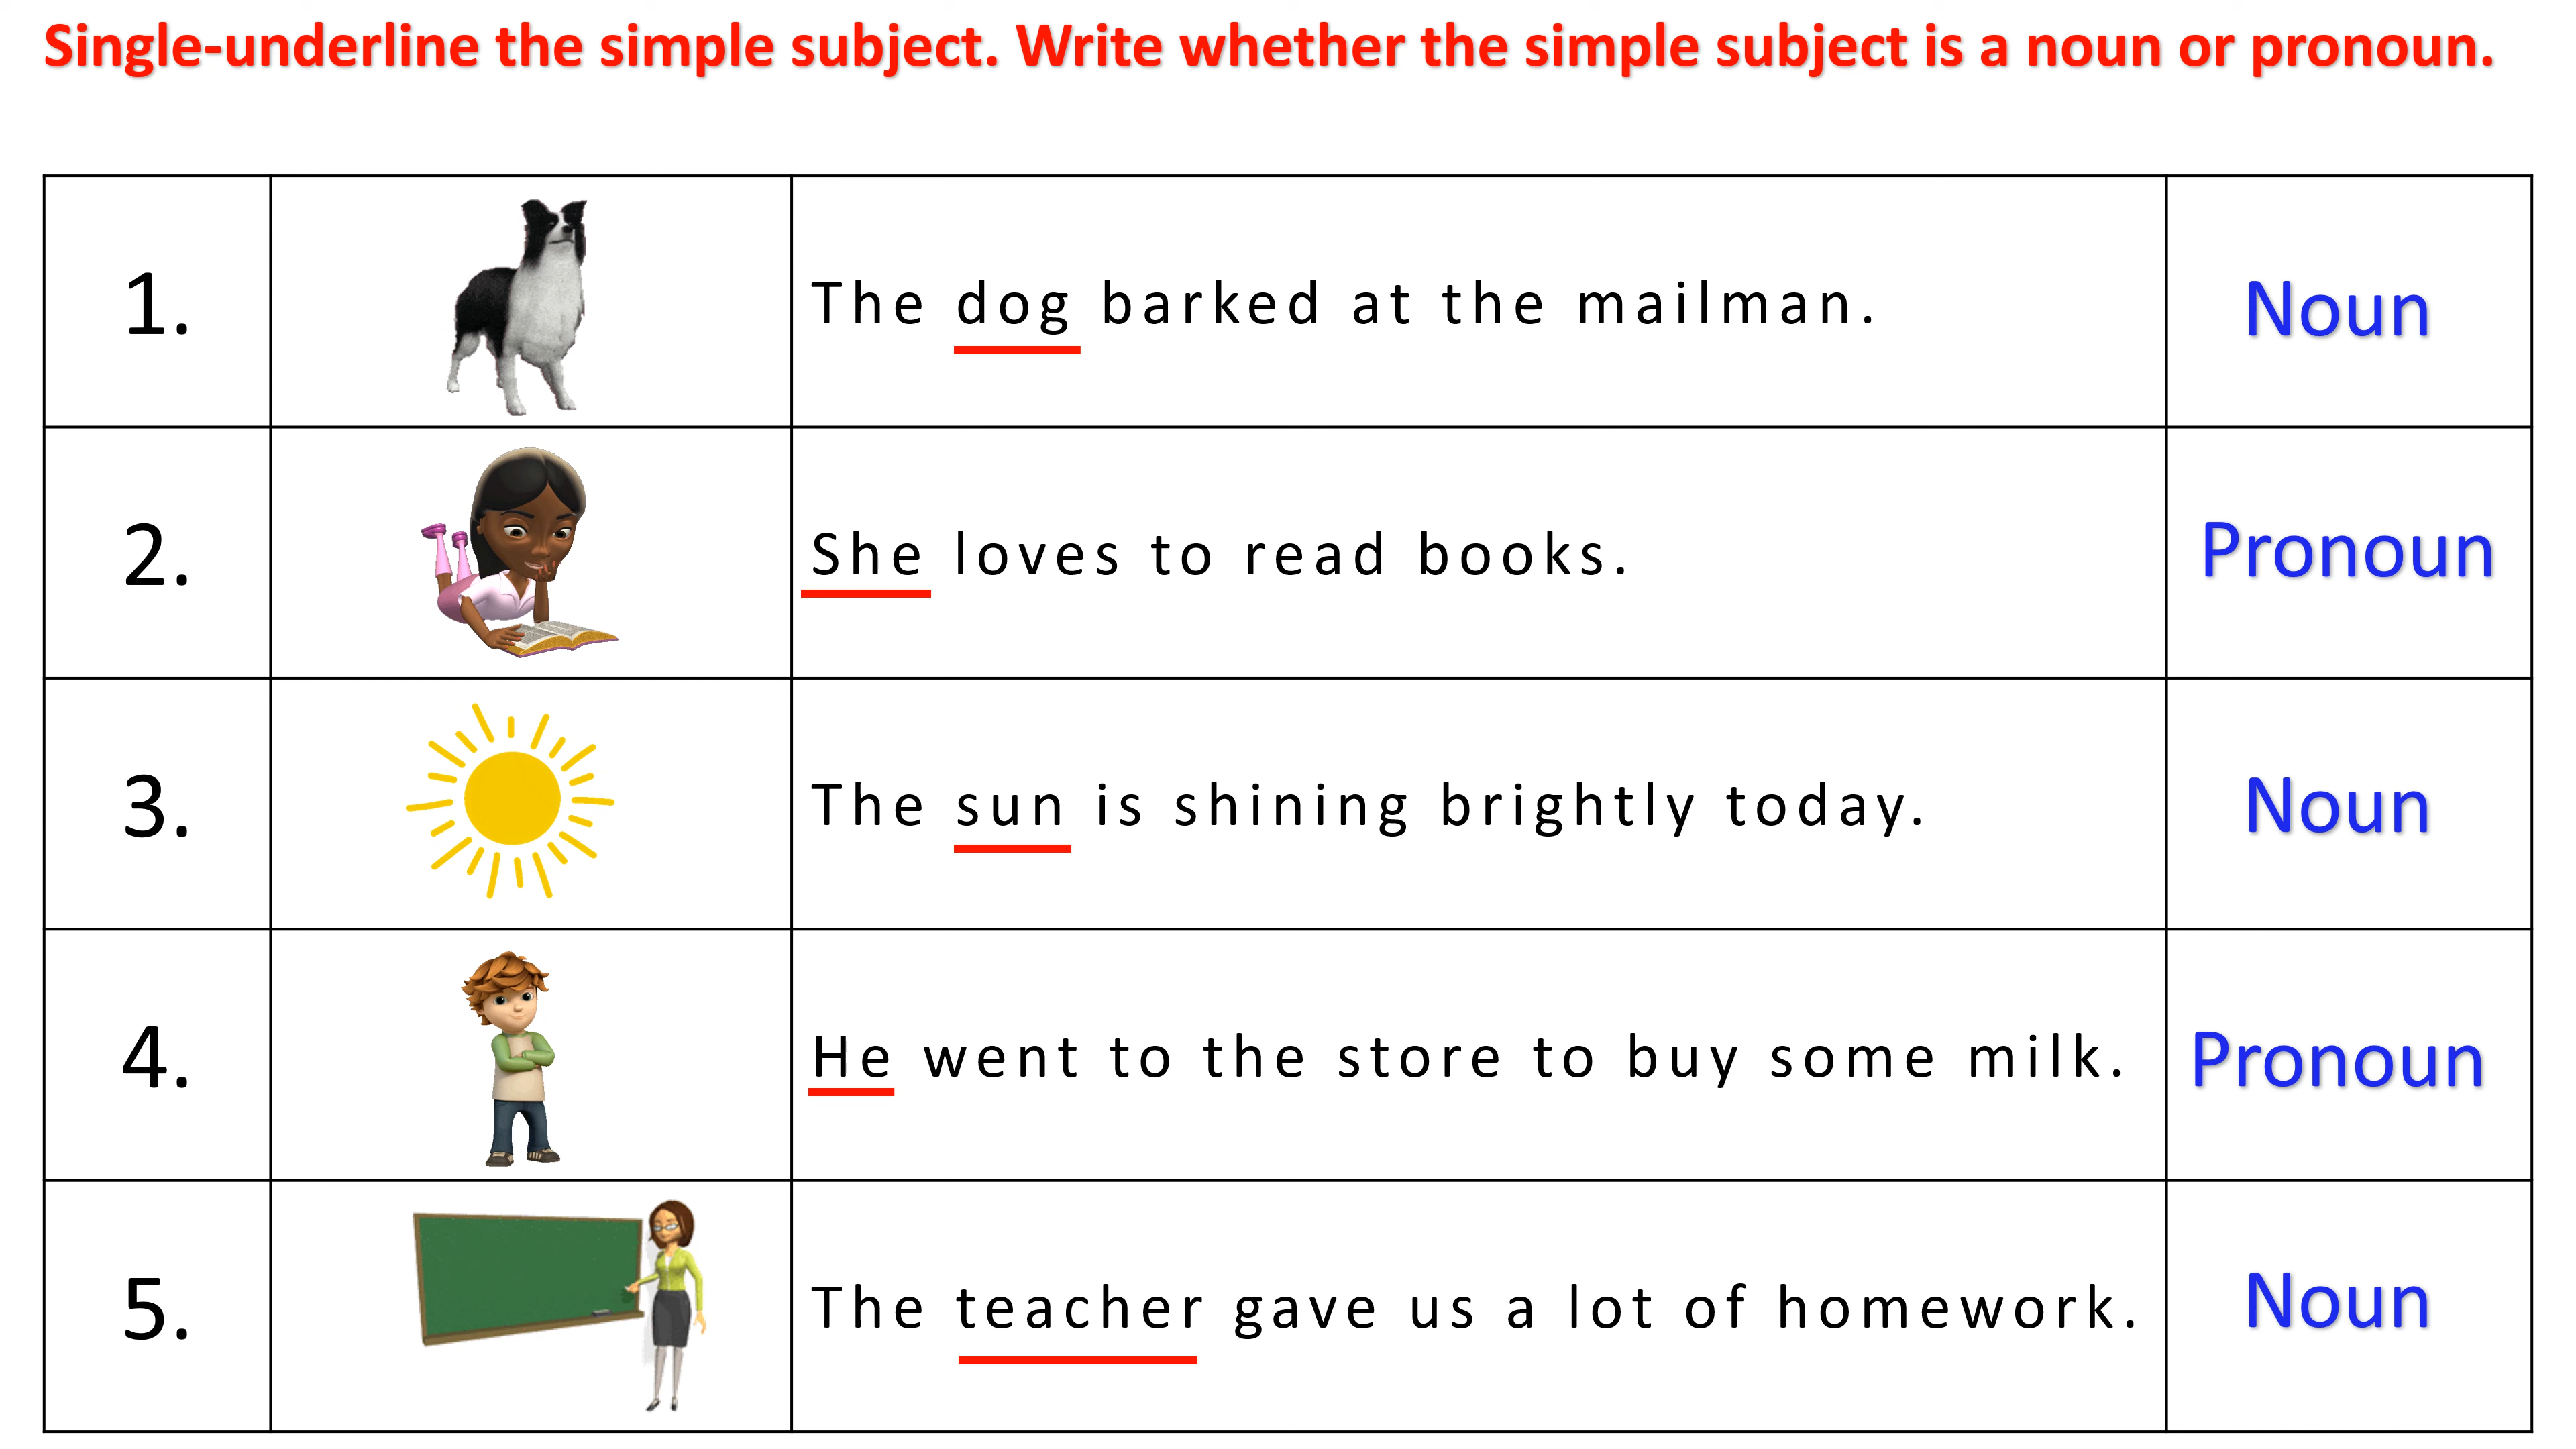 Single-underline the simple subject. Write whether the simple subject is a noun or pronoun.
1. The dog barked at the mailman. Noun
2. She loves to read books. Pronoun
3. The sun is shining brightly today. Noun
4. He went to the store to buy some milk. Pronoun
5. The teacher gave us a lot of homework. Noun